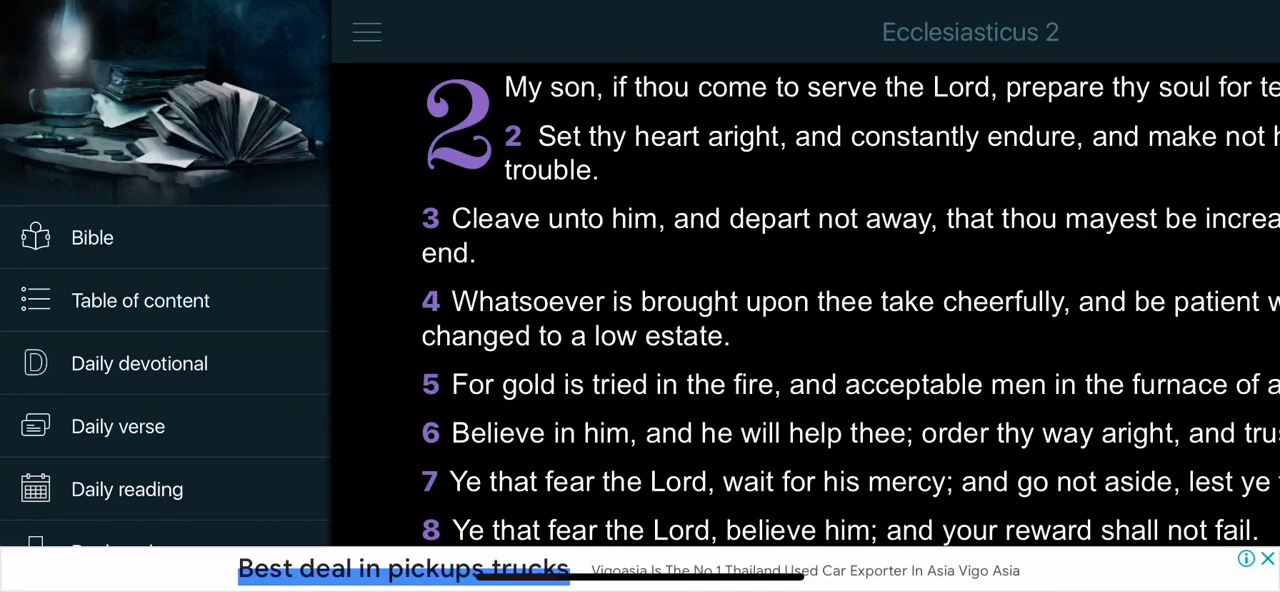 Ecclesiasticus 2
Bible
Table of content
Daily devotional
Daily verse
Daily reading
2 My son, if thou come to serve the Lord, prepare thy soul for te
2 Set thy heart aright, and constantly endure, and make not h
trouble.
3 Cleave unto him, and depart not away, that thou mayest be increa
end.
4 Whatsoever is brought upon thee take cheerfully, and be patient w
changed to a low estate.
5 For gold is tried in the fire, and acceptable men in the furnace of a
6 Believe in him, and he will help thee; order thy way aright, and trus
7 Ye that fear the Lord, wait for his mercy; and go not aside, lest ye
8 Ye that fear the Lord, believe him; and your reward shall not fail.
Best deal in pickups trucks
Vigoasia Is The No.1 Thailand Used Car Exporter In Asia Vigo Asia